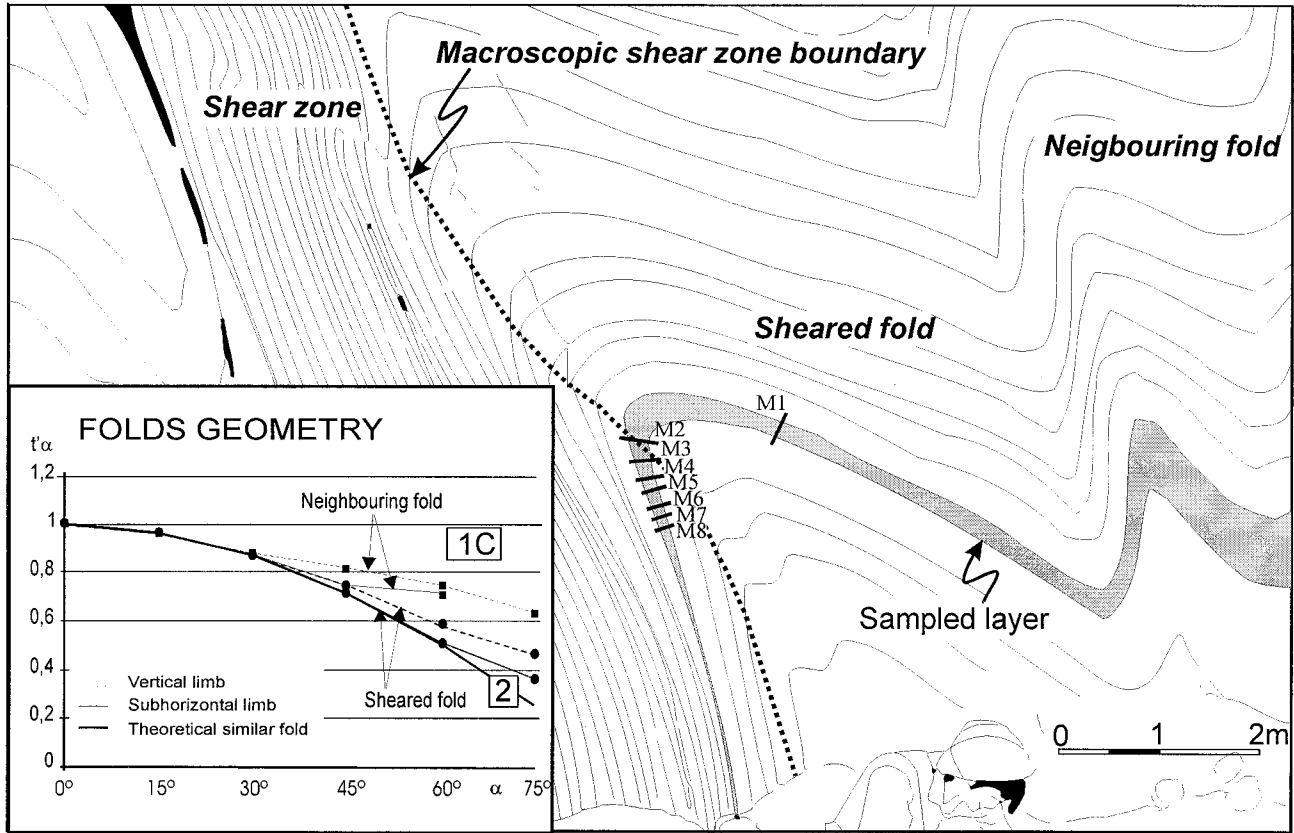 Macroscopic shear zone boundary
Shear zone
Neigbouring fold
Sheared fold
M1
M2
M3
M4
M5
M6
M7
M8
Sampled layer
0 1 2m
FOLDS GEOMETRY
t'α
1,2
1
0,8
0,6
0,4
0,2
0
Neighbouring fold
1C
2
Sheared fold
Vertical limb
Subhorizontal limb
Theoretical similar fold
0° 15° 30° 45° 60° α 75°